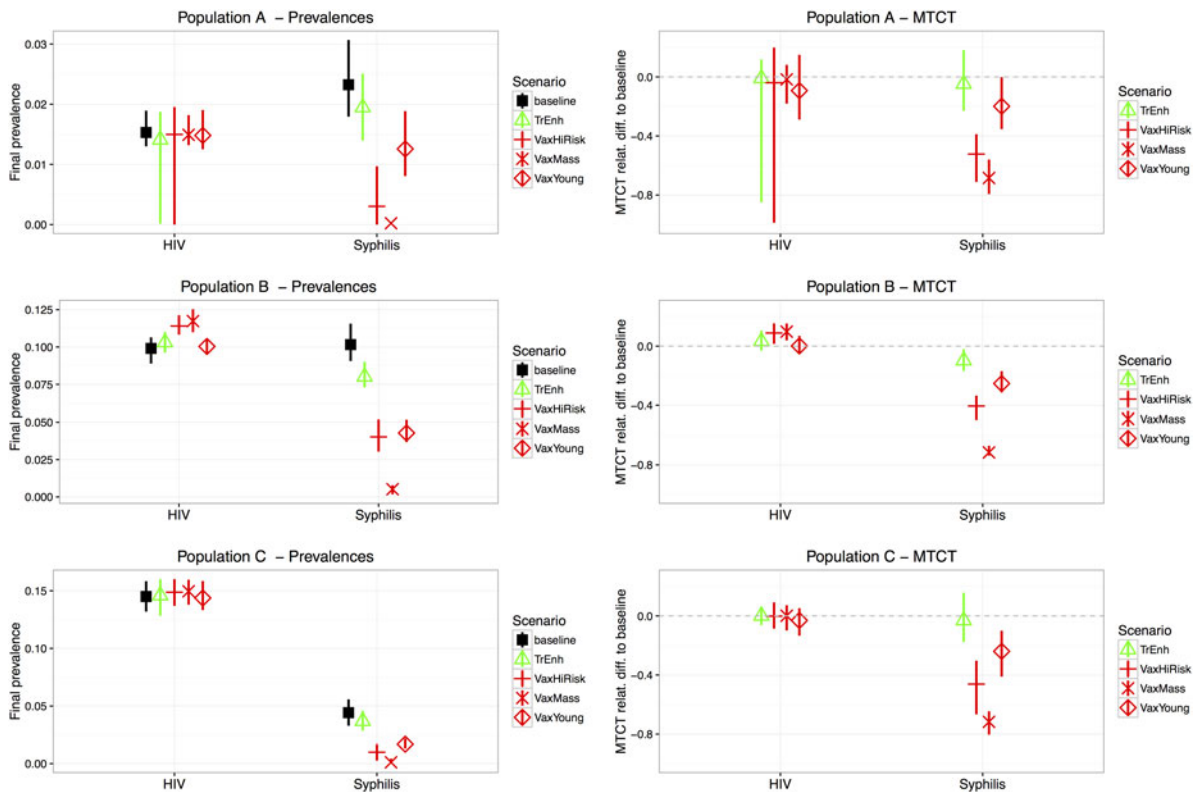 Population A – Prevalences
Final prevalence
0.03
0.02
0.01
0.00
HIV
Syphilis
Scenario
baseline
TrEnh
VaxHiRisk
VaxMass
VaxYoung
Population A – MTCT
MTCT relat. diff. to baseline
0.0
−0.4
−0.8
HIV
Syphilis
Scenario
TrEnh
VaxHiRisk
VaxMass
VaxYoung
Population B – Prevalences
Final prevalence
0.125
0.100
0.075
0.050
0.025
0.000
HIV
Syphilis
Scenario
baseline
TrEnh
VaxHiRisk
VaxMass
VaxYoung
Population B – MTCT
MTCT relat. diff. to baseline
0.0
−0.4
−0.8
HIV
Syphilis
Scenario
TrEnh
VaxHiRisk
VaxMass
VaxYoung
Population C – Prevalences
Final prevalence
0.15
0.10
0.05
0.00
HIV
Syphilis
Scenario
baseline
TrEnh
VaxHiRisk
VaxMass
VaxYoung
Population C – MTCT
MTCT relat. diff. to baseline
0.0
−0.4
−0.8
HIV
Syphilis
Scenario
TrEnh
VaxHiRisk
VaxMass
VaxYoung